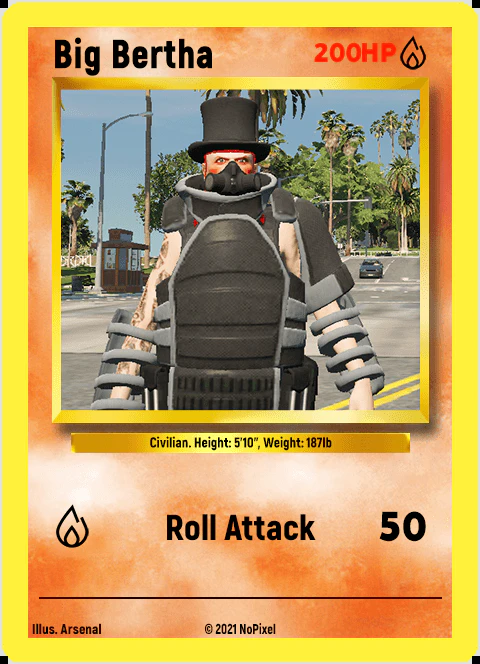 Big Bertha 200HP
Civilian. Height: 5'10", Weight: 187lb
Roll Attack 50
Illus. Arsenal © 2021 NoPixel